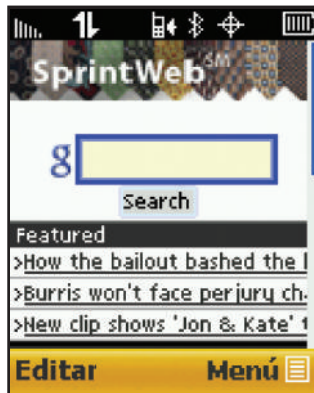 SprintWeb SM
g
Search
Featured
>How the bailout bashed the
>Burris won't face perjury ch
>New clip shows 'Jon & Kate'
Editar Menú